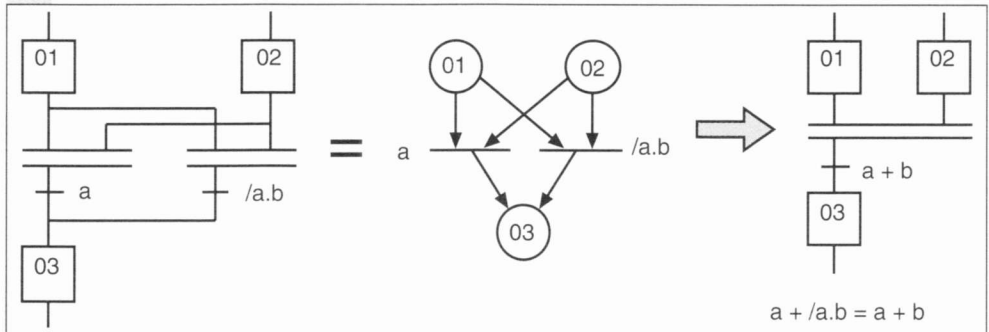 01 02 01 02 01 02
a /a.b = a /a.b a + b
03 03 03
a + /a.b = a + b